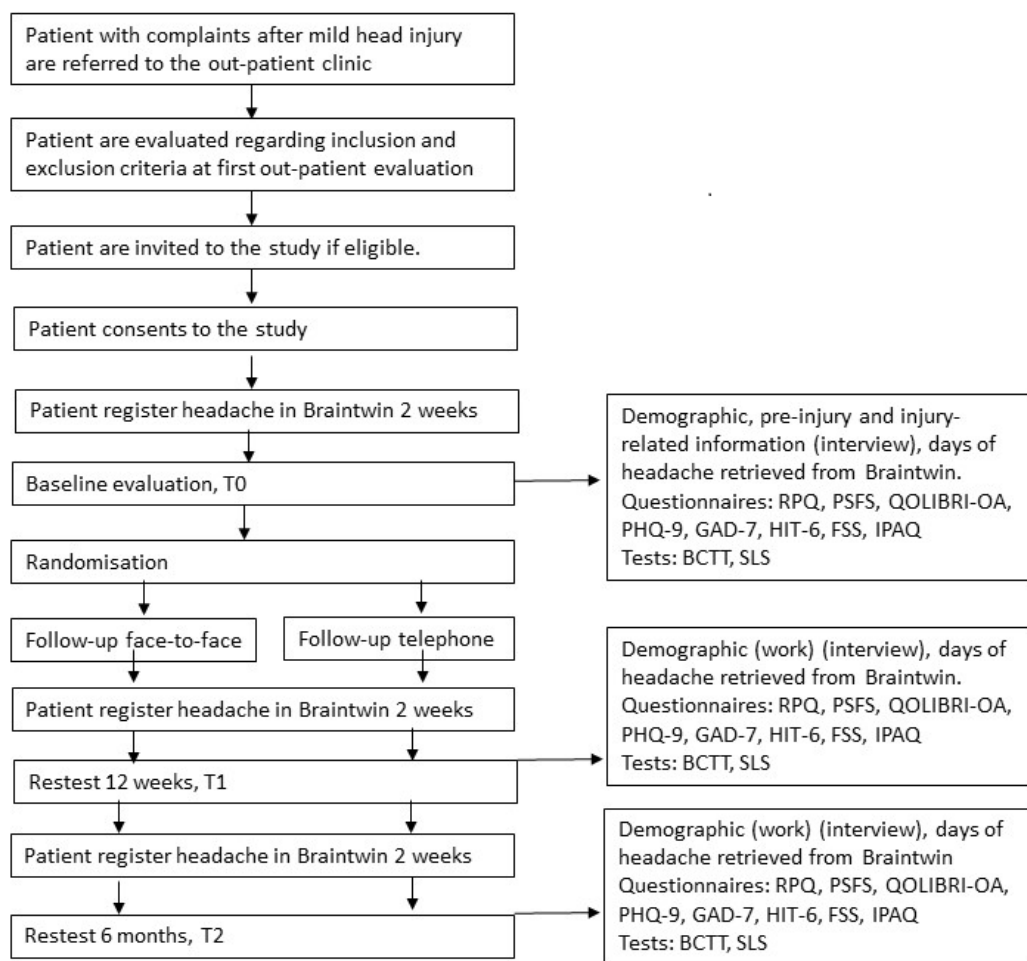 Patient with complaints after mild head injury
are referred to the out-patient clinic
Patient are evaluated regarding inclusion and
exclusion criteria at first out-patient evaluation
Patient are invited to the study if eligible.
Patient consents to the study
Patient register headache in Braintwin 2 weeks
Baseline evaluation, T0
Demographic, pre-injury and injury-
related information (interview), days of
headache retrieved from Braintwin.
Questionnaires: RPQ, PSFS, QOLIBRI-OA,
PHQ-9, GAD-7, HIT-6, FSS, IPAQ
Tests: BCTT, SLS
Randomisation
Follow-up face-to-face
Follow-up telephone
Patient register headache in Braintwin 2 weeks
Restest 12 weeks, T1
Demographic (work) (interview), days of
headache retrieved from Braintwin.
Questionnaires: RPQ, PSFS, QOLIBRI-OA,
PHQ-9, GAD-7, HIT-6, FSS, IPAQ
Tests: BCTT, SLS
Patient register headache in Braintwin 2 weeks
Restest 6 months, T2
Demographic (work) (interview), days of
headache retrieved from Braintwin
Questionnaires: RPQ, PSFS, QOLIBRI-OA,
PHQ-9, GAD-7, HIT-6, FSS, IPAQ
Tests: BCTT, SLS